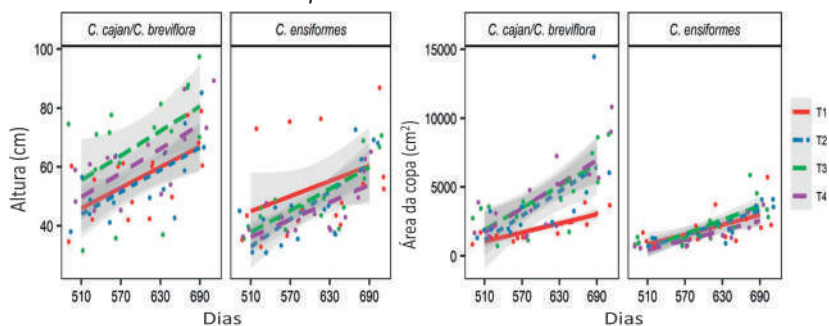 C. cajan/C. breviflora
C. ensiformes
C. cajan/C. breviflora
C. ensiformes
Altura (cm)
100
80
60
40
510 570 630 690
510 570 630 690
Dias
Área da copa (cm²)
15000
10000
5000
0
510 570 630 690
510 570 630 690
Dias
T1
T2
T3
T4